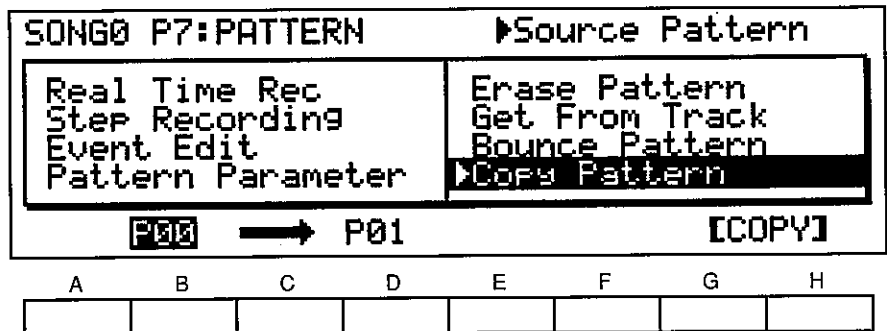 SONG0 P7:PATTERN ▶Source Pattern
Real Time Rec
Step Recording
Event Edit
Pattern Parameter
Erase Pattern
Get From Track
Bounce Pattern
▶Copy Pattern
P00 → P01 [COPY]
A B C D E F G H